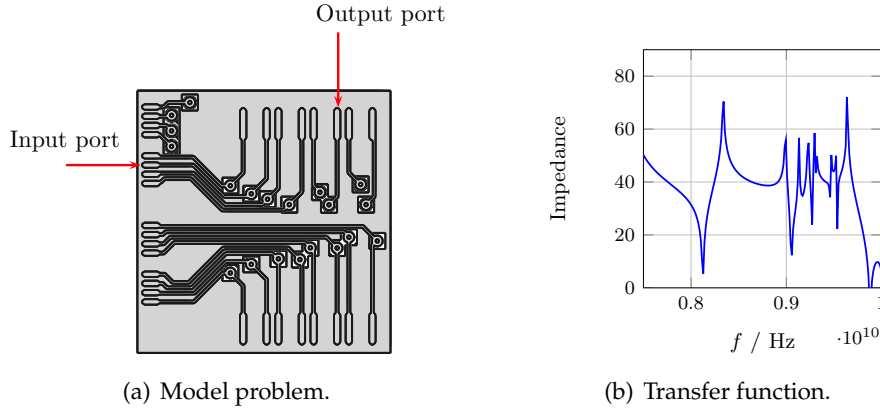 Output port
Input port
(a) Model problem.
80
60
40
20
0
Impedance
0.8
0.9
1
f / Hz
·10^10
(b) Transfer function.